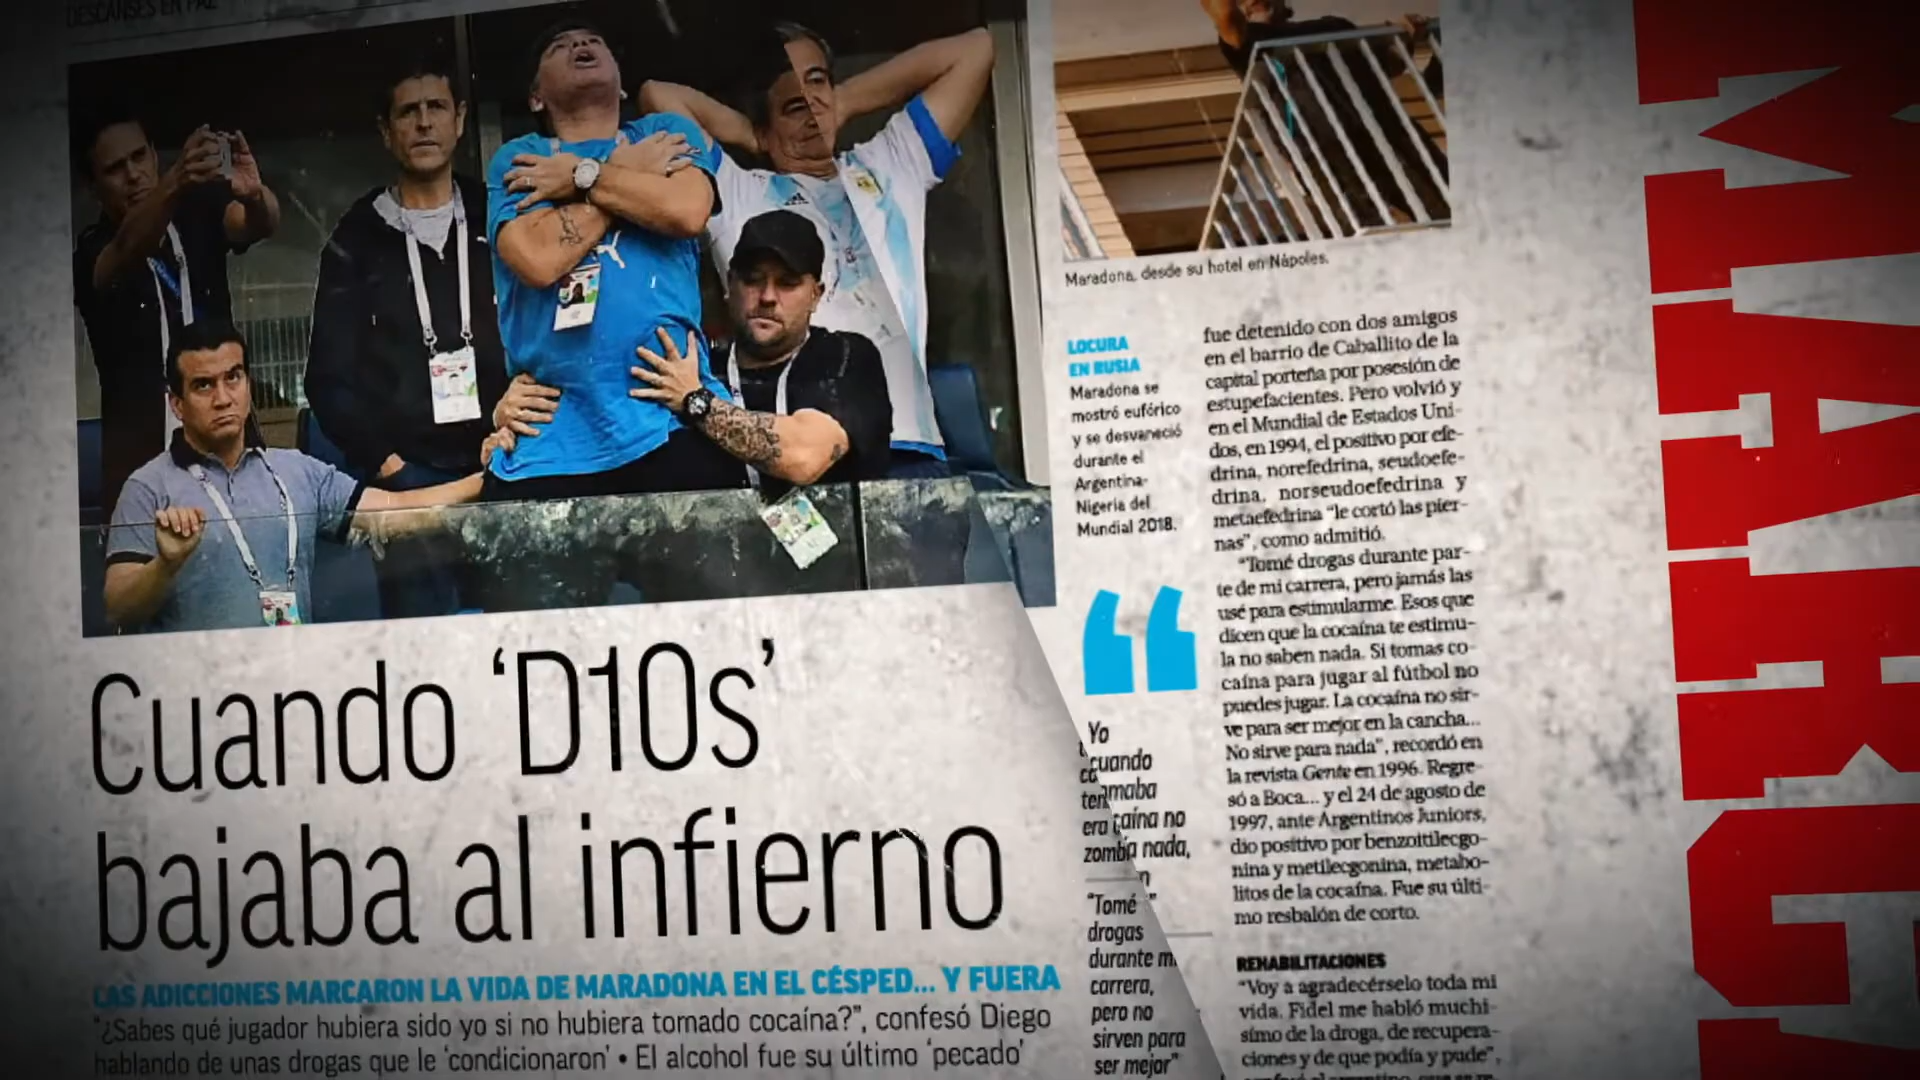 DESCANSES EN PAZ
Cuando ‘D10s’
bajaba al infierno
LAS ADICCIONES MARCARON LA VIDA DE MARADONA EN EL CÉSPED... Y FUERA
"¿Sabes qué jugador hubiera sido yo si no hubiera tomado cocaína?", confesó Diego
hablando de unas drogas que le ‘condicionaron’ • El alcohol fue su último ‘pecado’
Maradona, desde su hotel en Nápoles.
LOCURA
EN RUSIA
Maradona se
mostró eufórico
y se desvaneció
durante el
Argentina-
Nigeria del
Mundial 2018.
“
Yo
cuando
era
nada,
“Tomé
drogas
durante
carrera,
pero no
sirven para
ser mejor”
fue detenido con dos amigos
en el barrio de Caballito de la
capital porteña por posesión de
estupefacientes. Pero volvió y
en el Mundial de Estados Uni-
dos, en 1994, el positivo por efe-
drina, norefedrina, seudoefe-
drina, norseudoefedrina y
metaefedrina “le cortó las pier-
nas”, como admitió.
“Tomé drogas durante par-
te de mi carrera, pero jamás las
usé para estimularme. Esos que
dicen que la cocaína te estimu-
la no saben nada. Si tomas co-
caína para jugar al fútbol no
puedes jugar. La cocaína no sir-
ve para ser mejor en la cancha...
No sirve para nada”, recordó en
la revista Gente en 1996. Regre-
só a Boca... y el 24 de agosto de
1997, ante Argentinos Juniors,
dio positivo por benzoitilecgo-
nina y metilecgonina, metabo-
litos de la cocaína. Fue su últi-
mo resbalón de corto.
REHABILITACIONES
“Voy a agradecérselo toda mi
vida. Fidel me habló muchí-
simo de la droga, de recupera-
ciones y de que podía y pude”,
MARCA